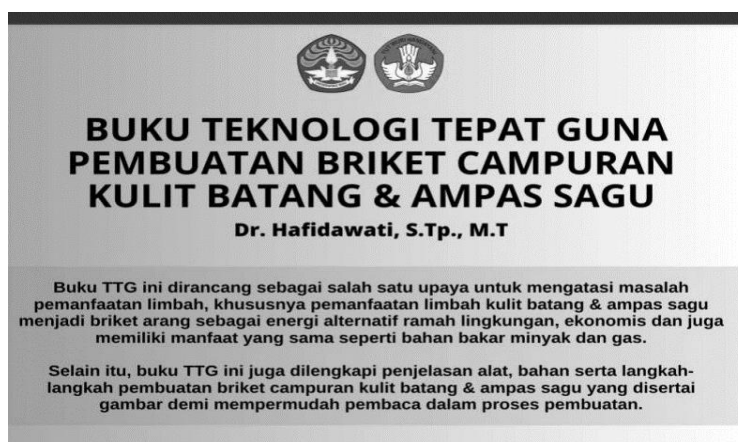 BUKU TEKNOLOGI TEPAT GUNA
PEMBUATAN BRIKET CAMPURAN
KULIT BATANG & AMPAS SAGU
Dr. Hafidawati, S.Tp., M.T
Buku TTG ini dirancang sebagai salah satu upaya untuk mengatasi masalah
pemanfaatan limbah, khususnya pemanfaatan limbah kulit batang & ampas sagu
menjadi briket arang sebagai energi alternatif ramah lingkungan, ekonomis dan juga
memiliki manfaat yang sama seperti bahan bakar minyak dan gas.
Selain itu, buku TTG ini juga dilengkapi penjelasan alat, bahan serta langkah-
langkah pembuatan briket campuran kulit batang & ampas sagu yang disertai
gambar demi mempermudah pembaca dalam proses pembuatan.